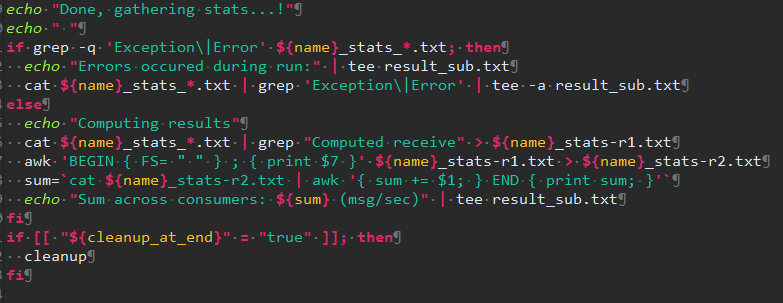 echo "Done, gathering stats...!"¶
echo " "¶
if grep -q 'Exception\|Error' ${name}_stats_*.txt; then¶
  echo "Errors occured during run:" | tee result_sub.txt¶
  cat ${name}_stats_*.txt | grep 'Exception\|Error' | tee -a result_sub.txt¶
else¶
  echo "Computing results"¶
  cat ${name}_stats_*.txt | grep "Computed receive" > ${name}_stats-r1.txt¶
  awk 'BEGIN { FS= " " } ; { print $7 }' ${name}_stats-r1.txt > ${name}_stats-r2.txt¶
  sum=`cat ${name}_stats-r2.txt | awk '{ sum += $1; } END { print sum; }'`¶
  echo "Sum across consumers: ${sum} (msg/sec)" | tee result_sub.txt¶
fi¶
if [[ "${cleanup_at_end}" = "true" ]]; then¶
  cleanup¶
fi¶